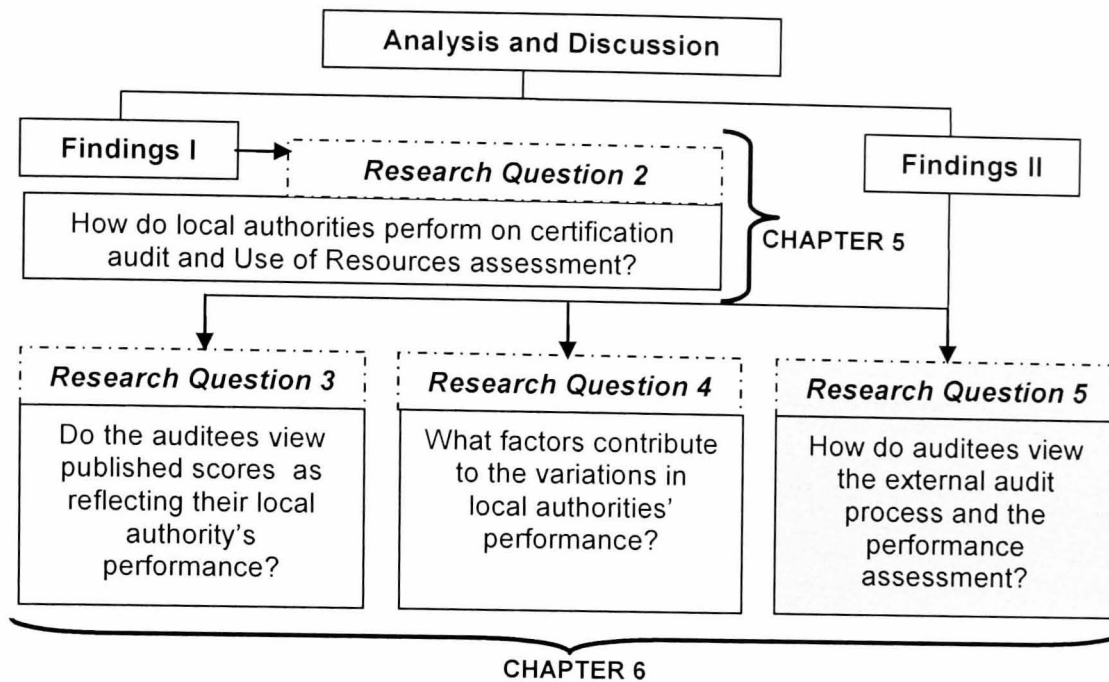 Analysis and Discussion
Findings I
Findings II
Research Question 2
How do local authorities perform on certification
audit and Use of Resources assessment?
CHAPTER 5
Research Question 3
Do the auditees view
published scores as
reflecting their local
authority's
performance?
Research Question 4
What factors contribute
to the variations in
local authorities'
performance?
Research Question 5
How do auditees view
the external audit
process and the
performance
assessment?
CHAPTER 6